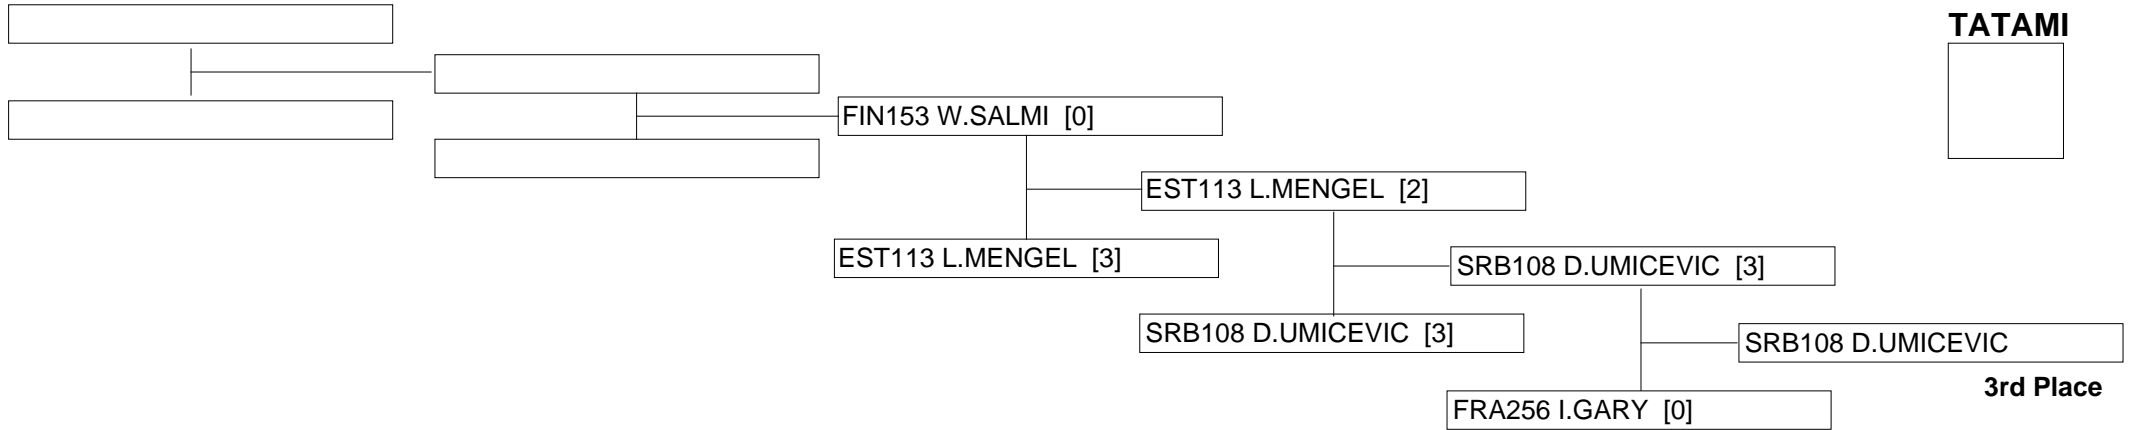 TATAMI
FIN153 W.SALMI [0]
EST113 L.MENGEL [2]
EST113 L.MENGEL [3]
SRB108 D.UMICEVIC [3]
SRB108 D.UMICEVIC [3]
SRB108 D.UMICEVIC
3rd Place
FRA256 I.GARY [0]